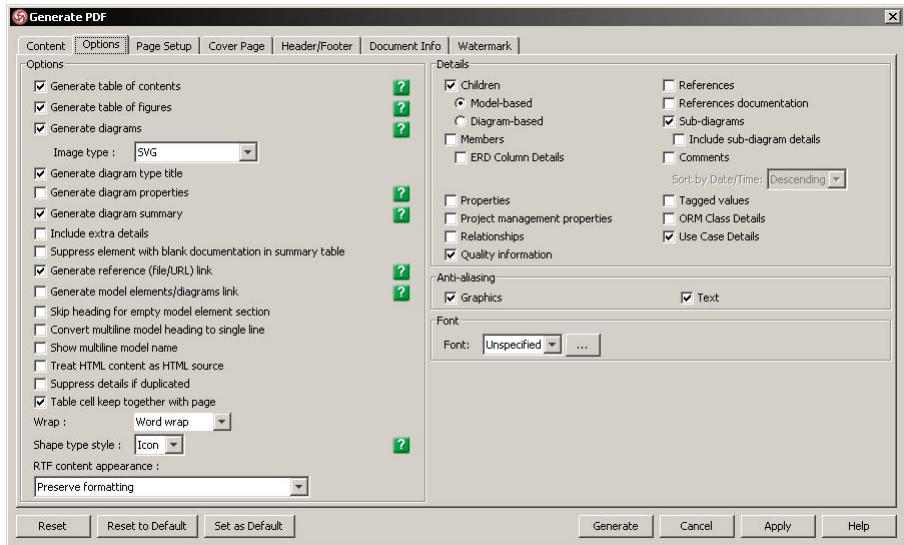 Generate PDF
Content Options Page Setup Cover Page Header/Footer Document Info Watermark
Options
Generate table of contents ?
Generate table of figures ?
Generate diagrams ?
Image type : SVG
Generate diagram type title
Generate diagram properties ?
Generate diagram summary ?
Include extra details
Suppress element with blank documentation in summary table
Generate reference (file/URL) link ?
Generate model elements/diagrams link ?
Skip heading for empty model element section
Convert multiline model heading to single line
Show multiline model name
Treat HTML content as HTML source
Suppress details if duplicated
Table cell keep together with page
Wrap : Word wrap
Shape type style : Icon ?
RTF content appearance :
Preserve formatting
Details
Children References
Model-based References documentation
Diagram-based Sub-diagrams
Members Include sub-diagram details
ERD Column Details Comments
Sort by Date/Time: Descending
Properties Tagged values
Project management properties ORM Class Details
Relationships Use Case Details
Quality information
Anti-aliasing
Graphics Text
Font
Font: Unspecified ...
Reset Reset to Default Set as Default Generate Cancel Apply Help